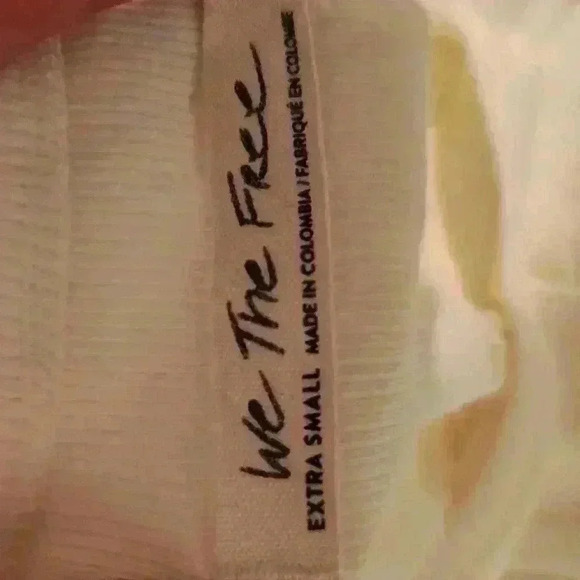 We The Free
EXTRA SMALL MADE IN COLOMBIA / FABRIQUÉ EN COLOMBIE